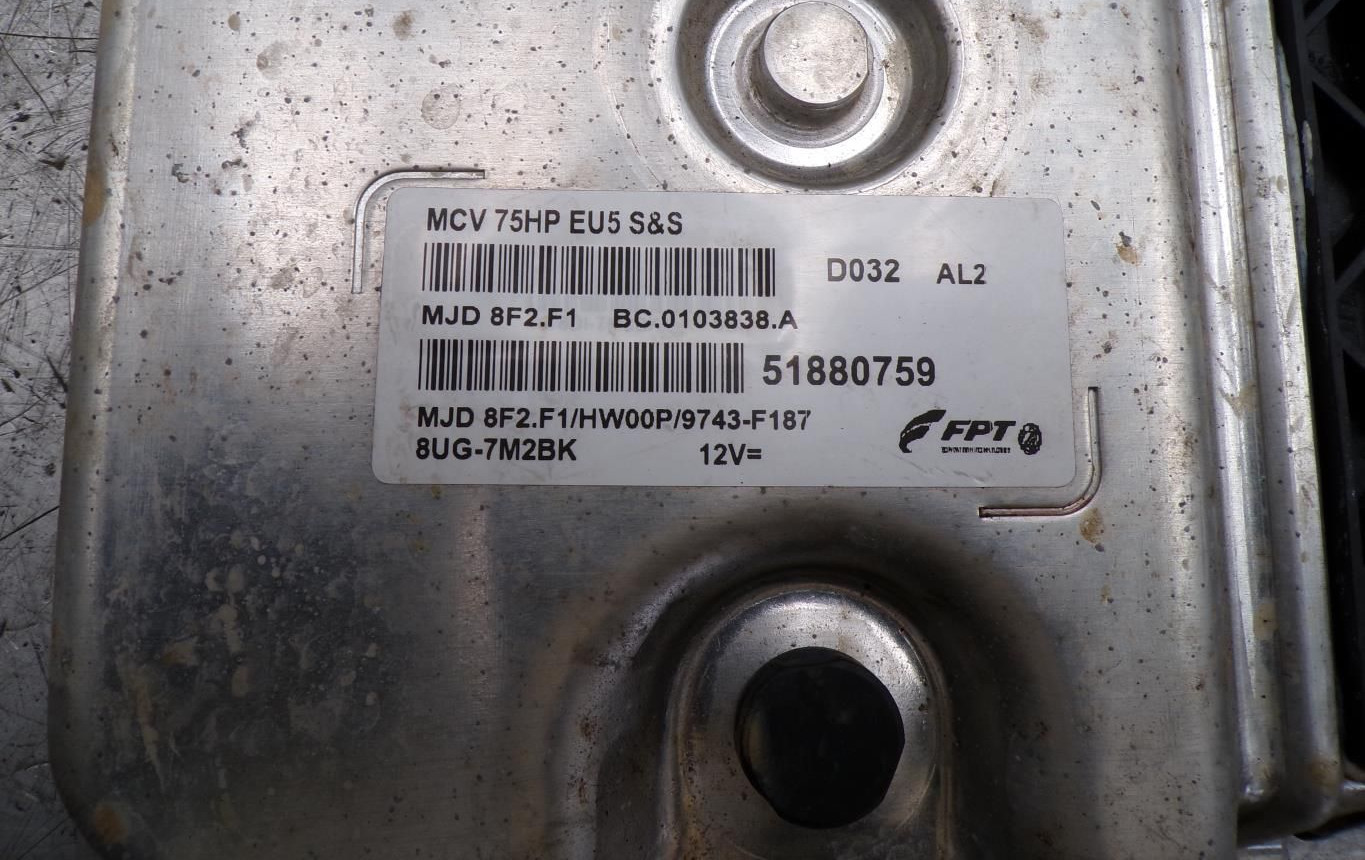 MCV 75HP EU5 S&S
D032 AL2
MJD 8F2.F1 BC.0103838.A
51880759
MJD 8F2.F1/HW00P/9743-F187
8UG-7M2BK 12V=
FPT